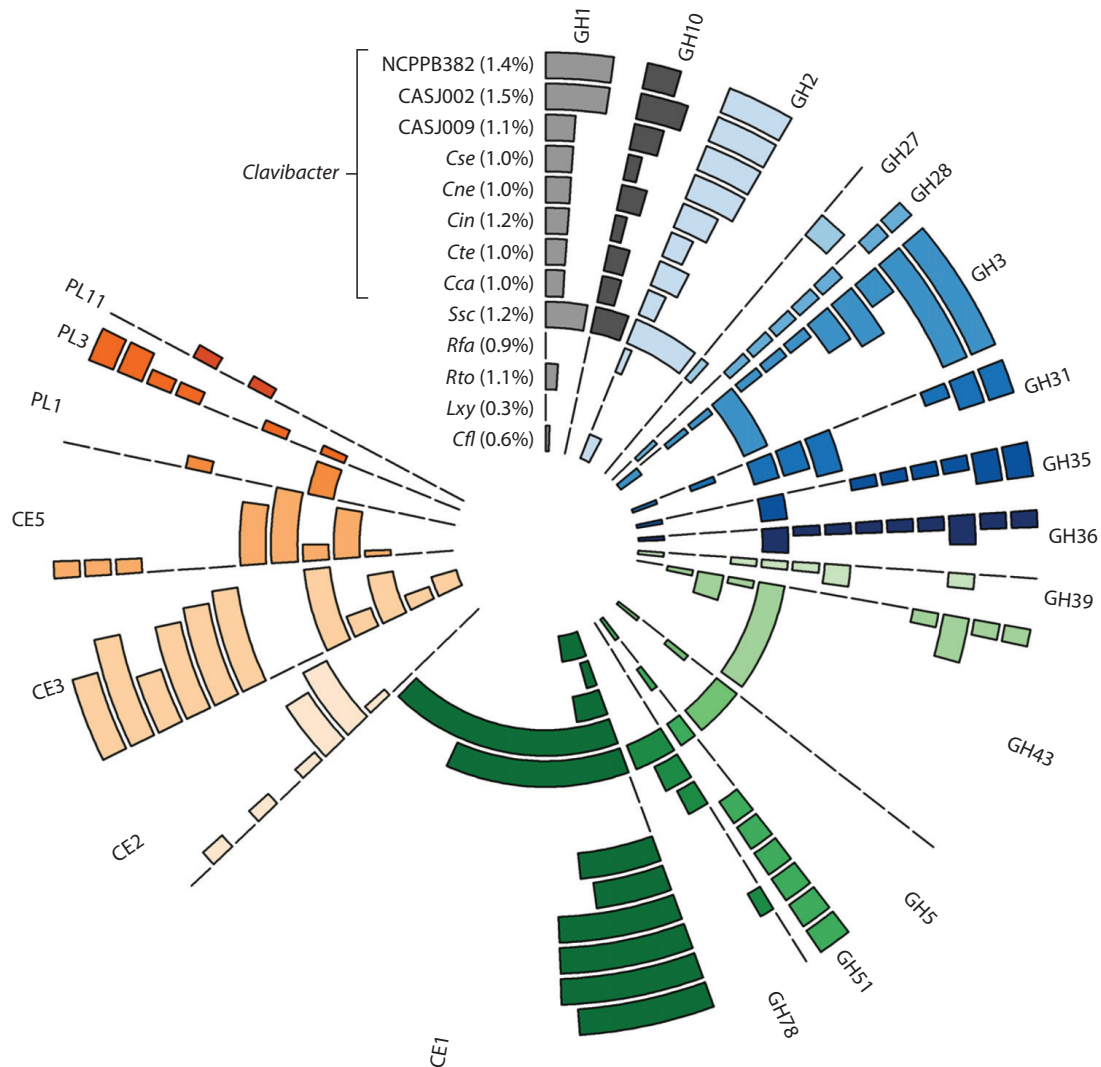 GH1
GH10
GH2
GH27
GH28
GH3
GH31
GH35
GH36
GH39
GH43
GH5
GH51
GH78
CE1
CE2
CE3
CE5
PL1
PL3
PL11
Clavibacter
NCPPB382 (1.4%)
CASJ002 (1.5%)
CASJ009 (1.1%)
Cse (1.0%)
Cne (1.0%)
Cin (1.2%)
Cte (1.0%)
Cca (1.0%)
Ssc (1.2%)
Rfa (0.9%)
Rto (1.1%)
Lxy (0.3%)
Cfl (0.6%)